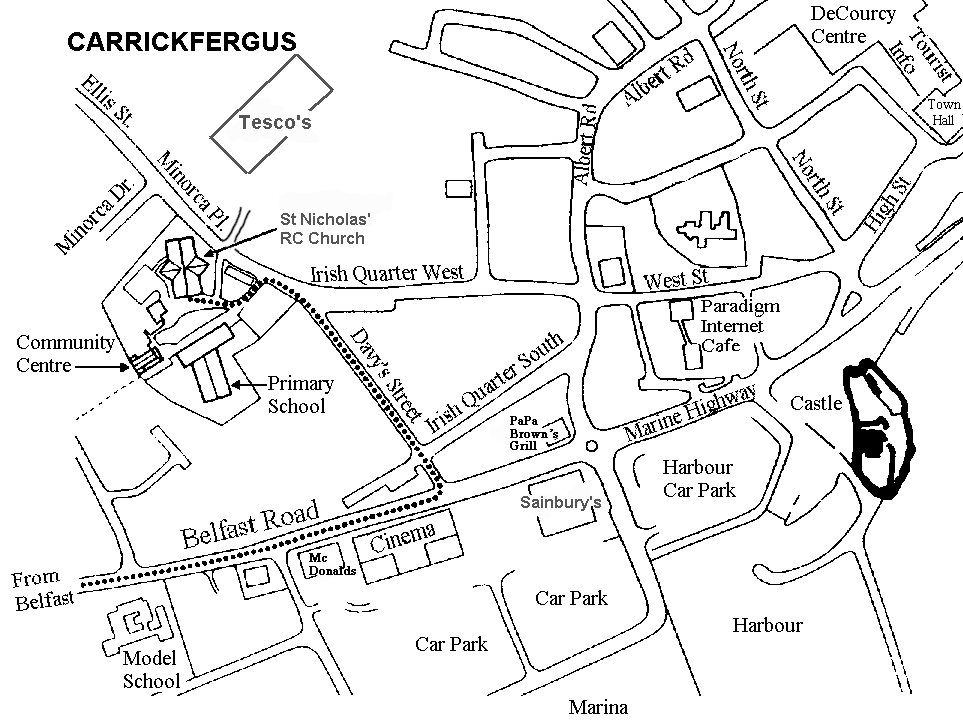 CARRICKFERGUS
DeCourcy
Centre
Tourist
Info
Town
Hall
Albert Rd
North St
Ellis St.
Tesco's
Albert Rd
Minorca Pl.
Minorca Dr.
North St
High St
St Nicholas'
RC Church
Irish Quarter West
West St
Paradigm
Internet
Cafe
Community
Centre
Primary
School
Davy's Street
Irish Quarter South
Castle
Marine Highway
PaPa
Brown's
Grill
Harbour
Car Park
Sainbury's
Belfast Road
Cinema
Mc
Donalds
From
Belfast
Car Park
Harbour
Car Park
Model
School
Marina